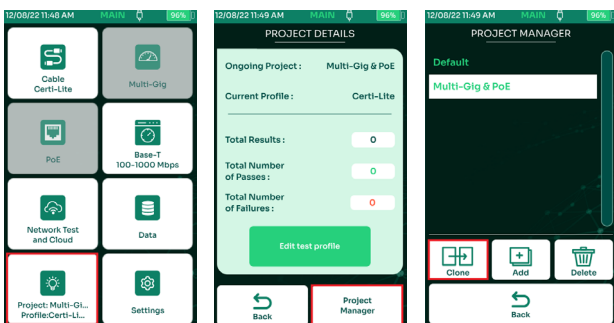 12/08/22 11:48 AM MAIN 96%
Cable
Certi-Lite
Multi-Gig
PoE
Base-T
100-1000 Mbps
Network Test
and Cloud
Data
Project: Multi-Gi...
Profile:Certi-Li...
Settings
12/08/22 11:49 AM MAIN 96%
PROJECT DETAILS
Ongoing Project : Multi-Gig & PoE
Current Profile : Certi-Lite
Total Results : 0
Total Number
of Passes : 0
Total Number
of Failures : 0
Edit test profile
Back
Project
Manager
12/08/22 11:49 AM MAIN 96%
PROJECT MANAGER
Default
Multi-Gig & PoE
Clone
Add
Delete
Back